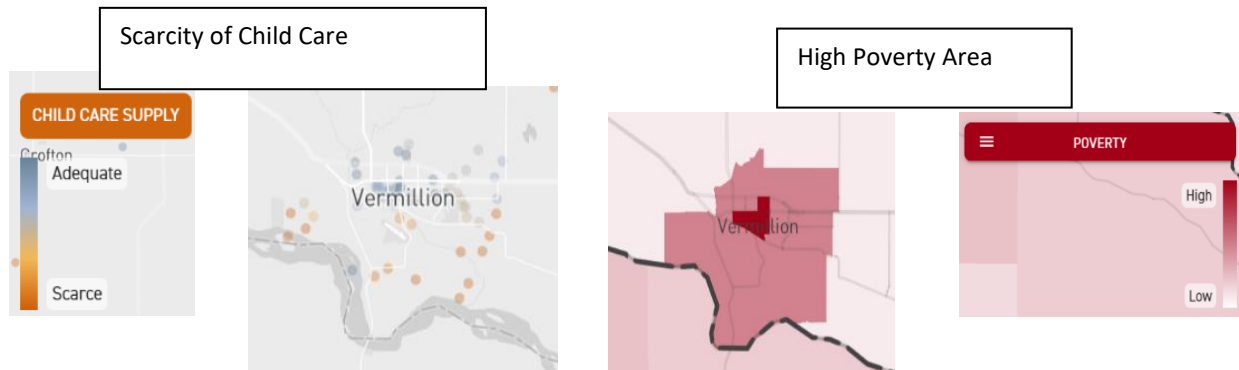 Scarcity of Child Care
High Poverty Area
CHILD CARE SUPPLY
Crofton
Adequate
Scarce
Vermillion
Vermillion
POVERTY
High
Low